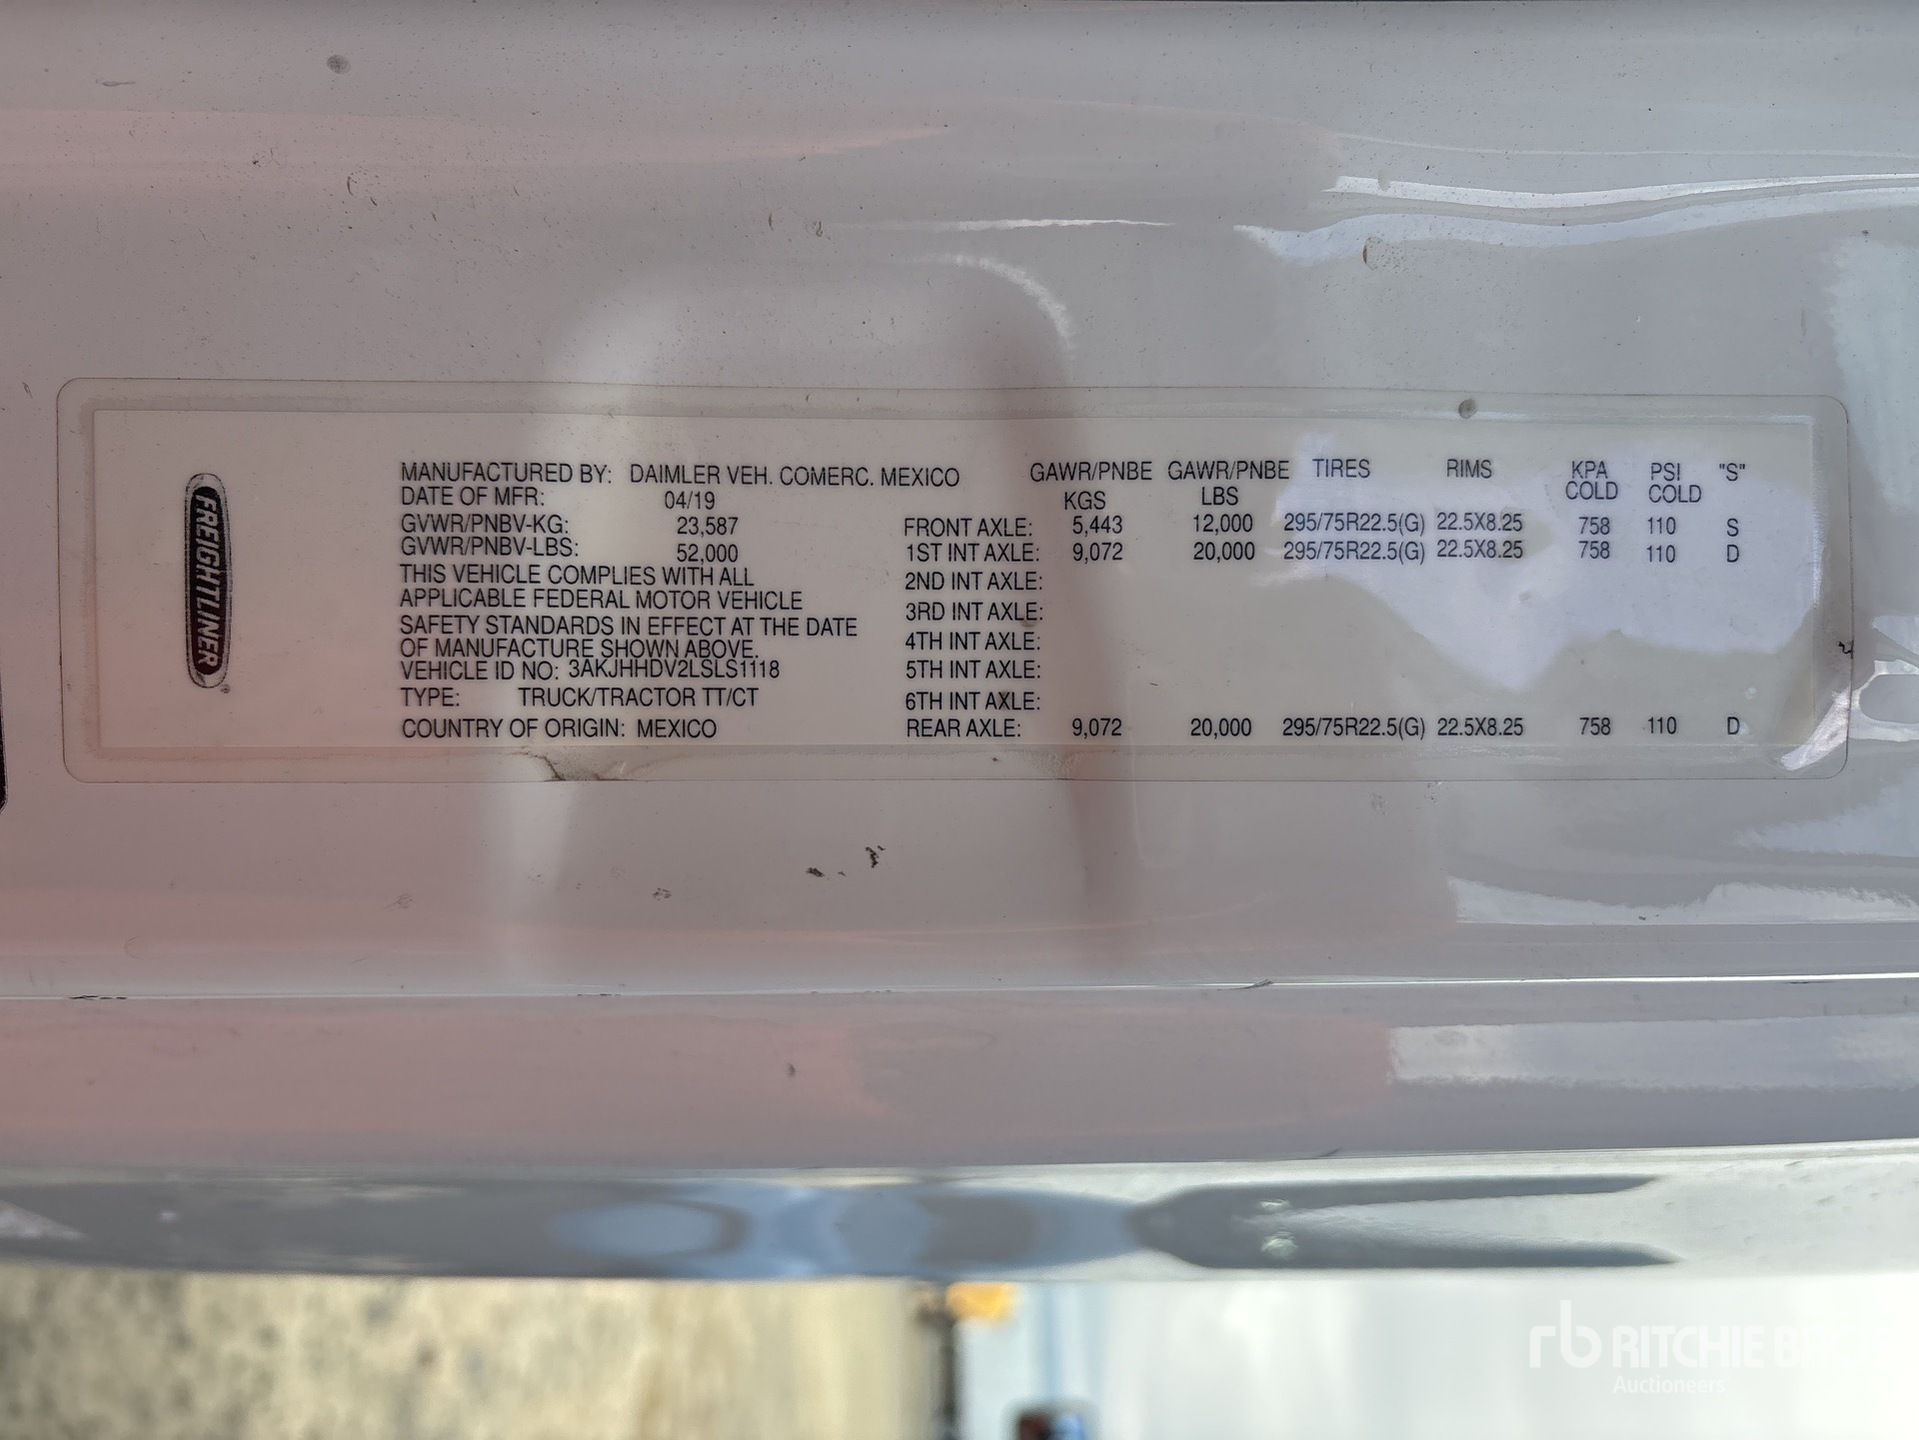 FREIGHTLINER
MANUFACTURED BY: DAIMLER VEH. COMERC. MEXICO
DATE OF MFR: 04/19
GVWR/PNBV-KG: 23,587
GVWR/PNBV-LBS: 52,000
THIS VEHICLE COMPLIES WITH ALL
APPLICABLE FEDERAL MOTOR VEHICLE
SAFETY STANDARDS IN EFFECT AT THE DATE
OF MANUFACTURE SHOWN ABOVE.
VEHICLE ID NO: 3AKJHHDV2LSLS1118
TYPE: TRUCK/TRACTOR TT/CT
COUNTRY OF ORIGIN: MEXICO
GAWR/PNBE GAWR/PNBE TIRES RIMS KPA PSI "S"
KGS LBS COLD COLD
FRONT AXLE: 5,443 12,000 295/75R22.5(G) 22.5X8.25 758 110 S
1ST INT AXLE: 9,072 20,000 295/75R22.5(G) 22.5X8.25 758 110 D
2ND INT AXLE:
3RD INT AXLE:
4TH INT AXLE:
5TH INT AXLE:
6TH INT AXLE:
REAR AXLE: 9,072 20,000 295/75R22.5(G) 22.5X8.25 758 110 D
rb RITCHIE BRO
Auctioneers